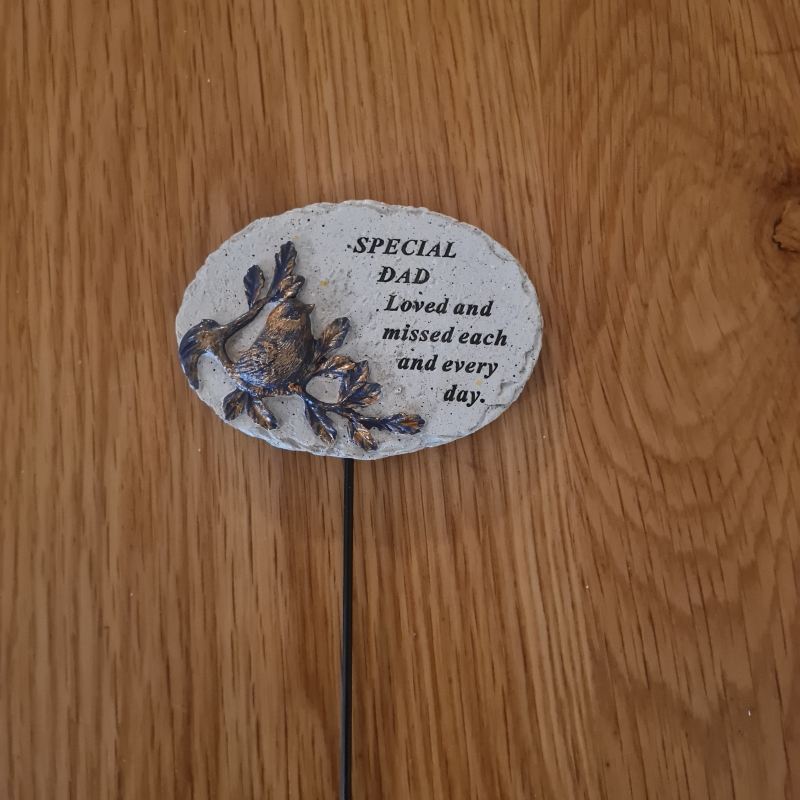 SPECIAL
DAD
Loved and
missed each
and every
day.